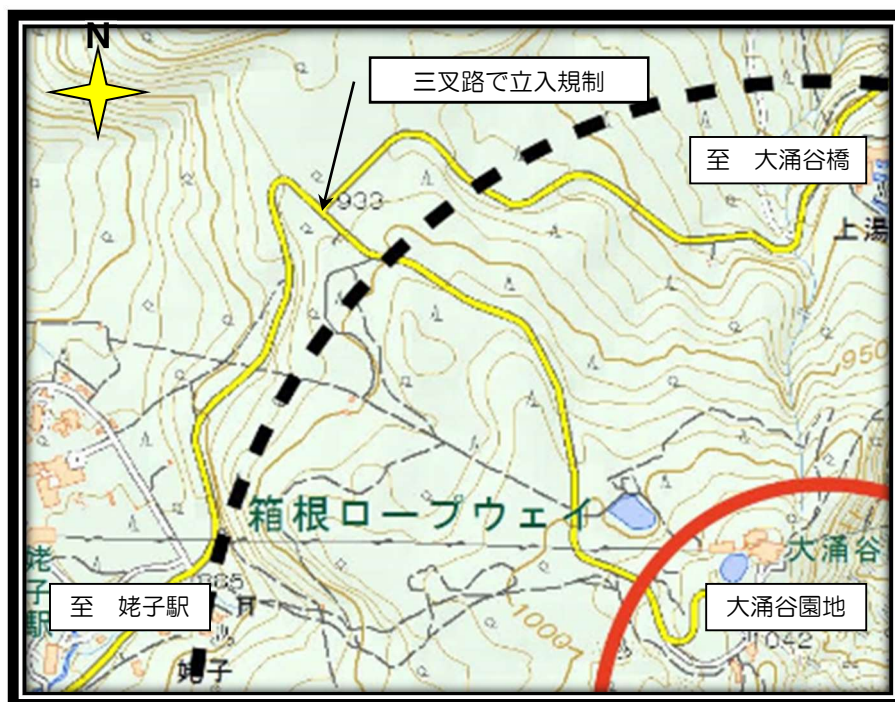 N
三叉路で立入規制
至　大涌谷橋
933
上湯
950
箱根ロープウェイ
大涌谷
姥子駅
至　姥子駅
大涌谷園地
1000
1042
姥子